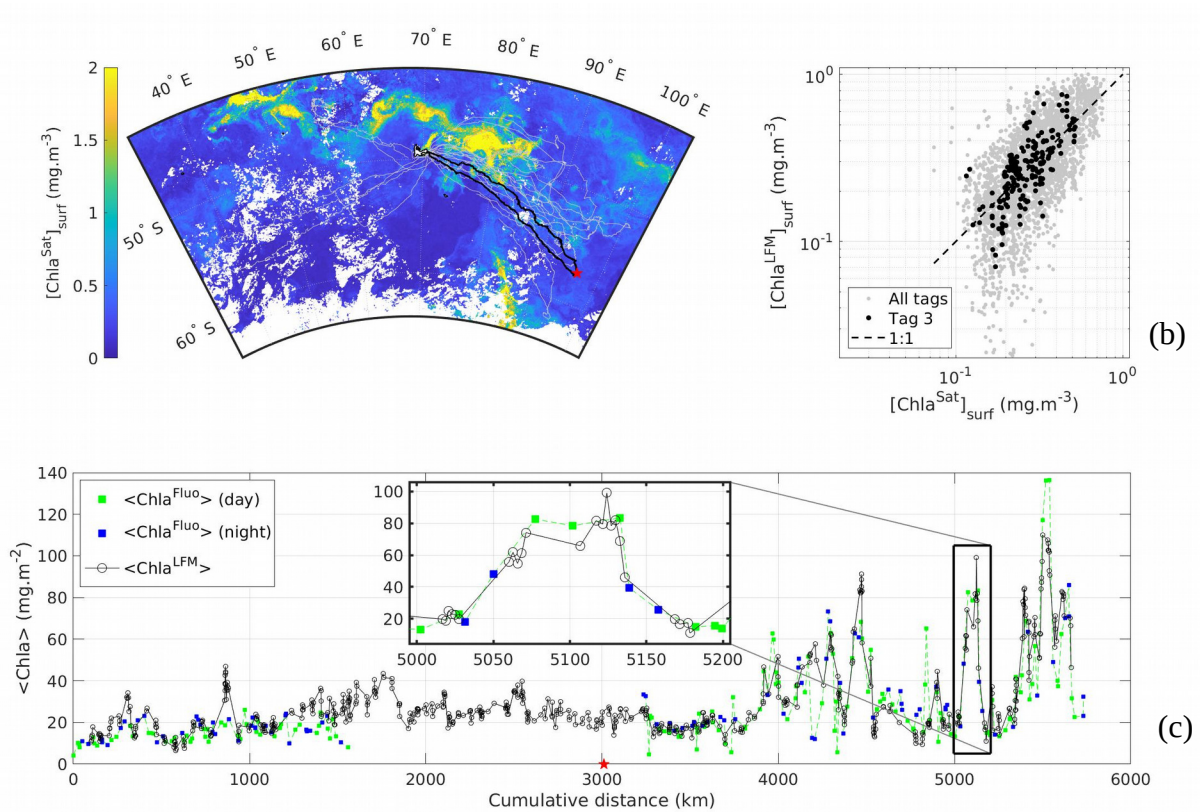 40° E
50° E
60° E
70° E
80° E
90° E
100° E
50° S
60° S
2
1.5
1
0.5
0
[Chla^Sat]_surf (mg.m^-3)
10^0
10^-1
[Chla^LFM]_surf (mg.m^-3)
All tags
Tag 3
1:1
10^-1
10^0
[Chla^Sat]_surf (mg.m^-3)
(b)
140
120
100
80
60
40
20
0
<Chla> (mg.m^-2)
<Chla^Fluo> (day)
<Chla^Fluo> (night)
<Chla^LFM>
100
80
60
40
20
5000
5050
5100
5150
5200
0
1000
2000
3000
4000
5000
6000
Cumulative distance (km)
(c)